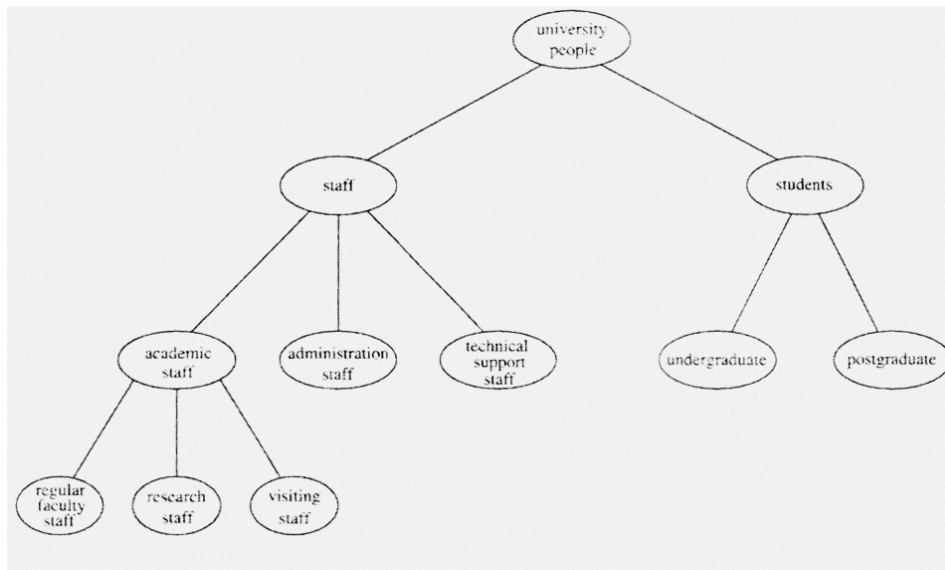 university
people
staff
students
academic
staff
administration
staff
technical
support
staff
undergraduate
postgraduate
regular
faculty
staff
research
staff
visiting
staff